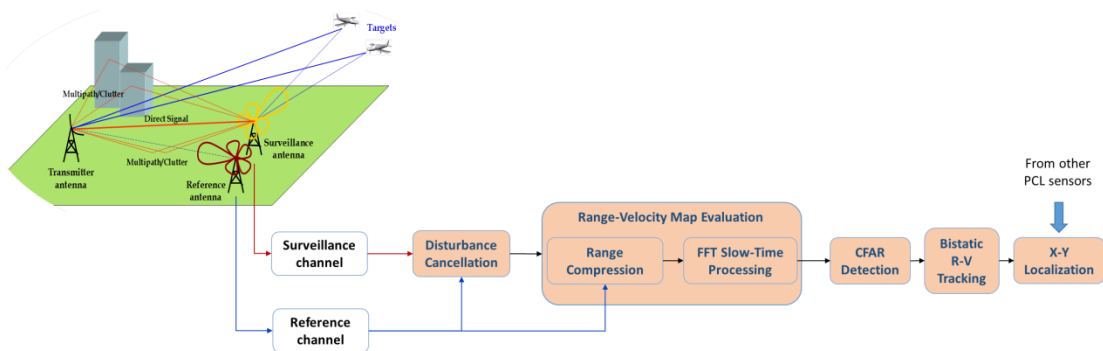 Targets
Multipath/Clutter
Direct Signal
Surveillance
antenna
Multipath/Clutter
Transmitter
antenna
Reference
antenna
From other
PCL sensors
Range-Velocity Map Evaluation
Surveillance
channel
Disturbance
Cancellation
Range
Compression
FFT Slow-Time
Processing
CFAR
Detection
Bistatic
R-V
Tracking
X-Y
Localization
Reference
channel